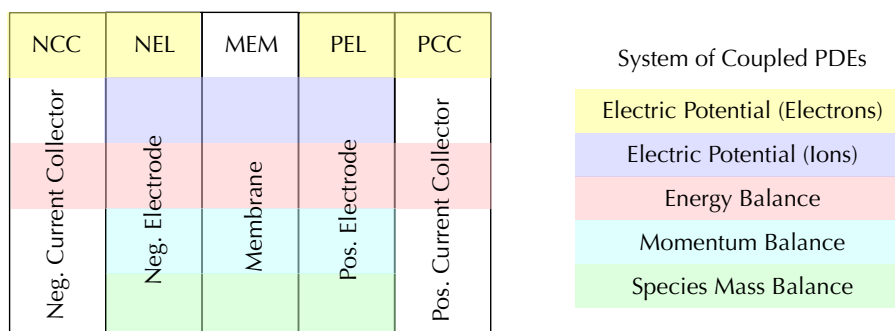 NCC NEL MEM PEL PCC
Neg. Current Collector
Neg. Electrode
Membrane
Pos. Electrode
Pos. Current Collector
System of Coupled PDEs
Electric Potential (Electrons)
Electric Potential (Ions)
Energy Balance
Momentum Balance
Species Mass Balance